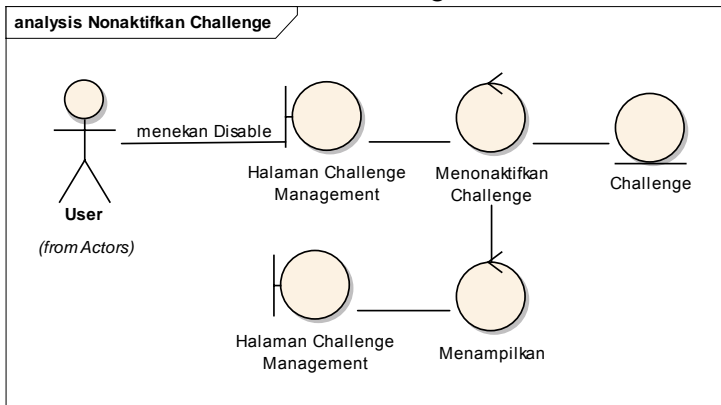 analysis Nonaktifkan Challenge
menekan Disable
Halaman Challenge
Management
Menonaktifkan
Challenge
Challenge
User
(from Actors)
Halaman Challenge
Management
Menampilkan